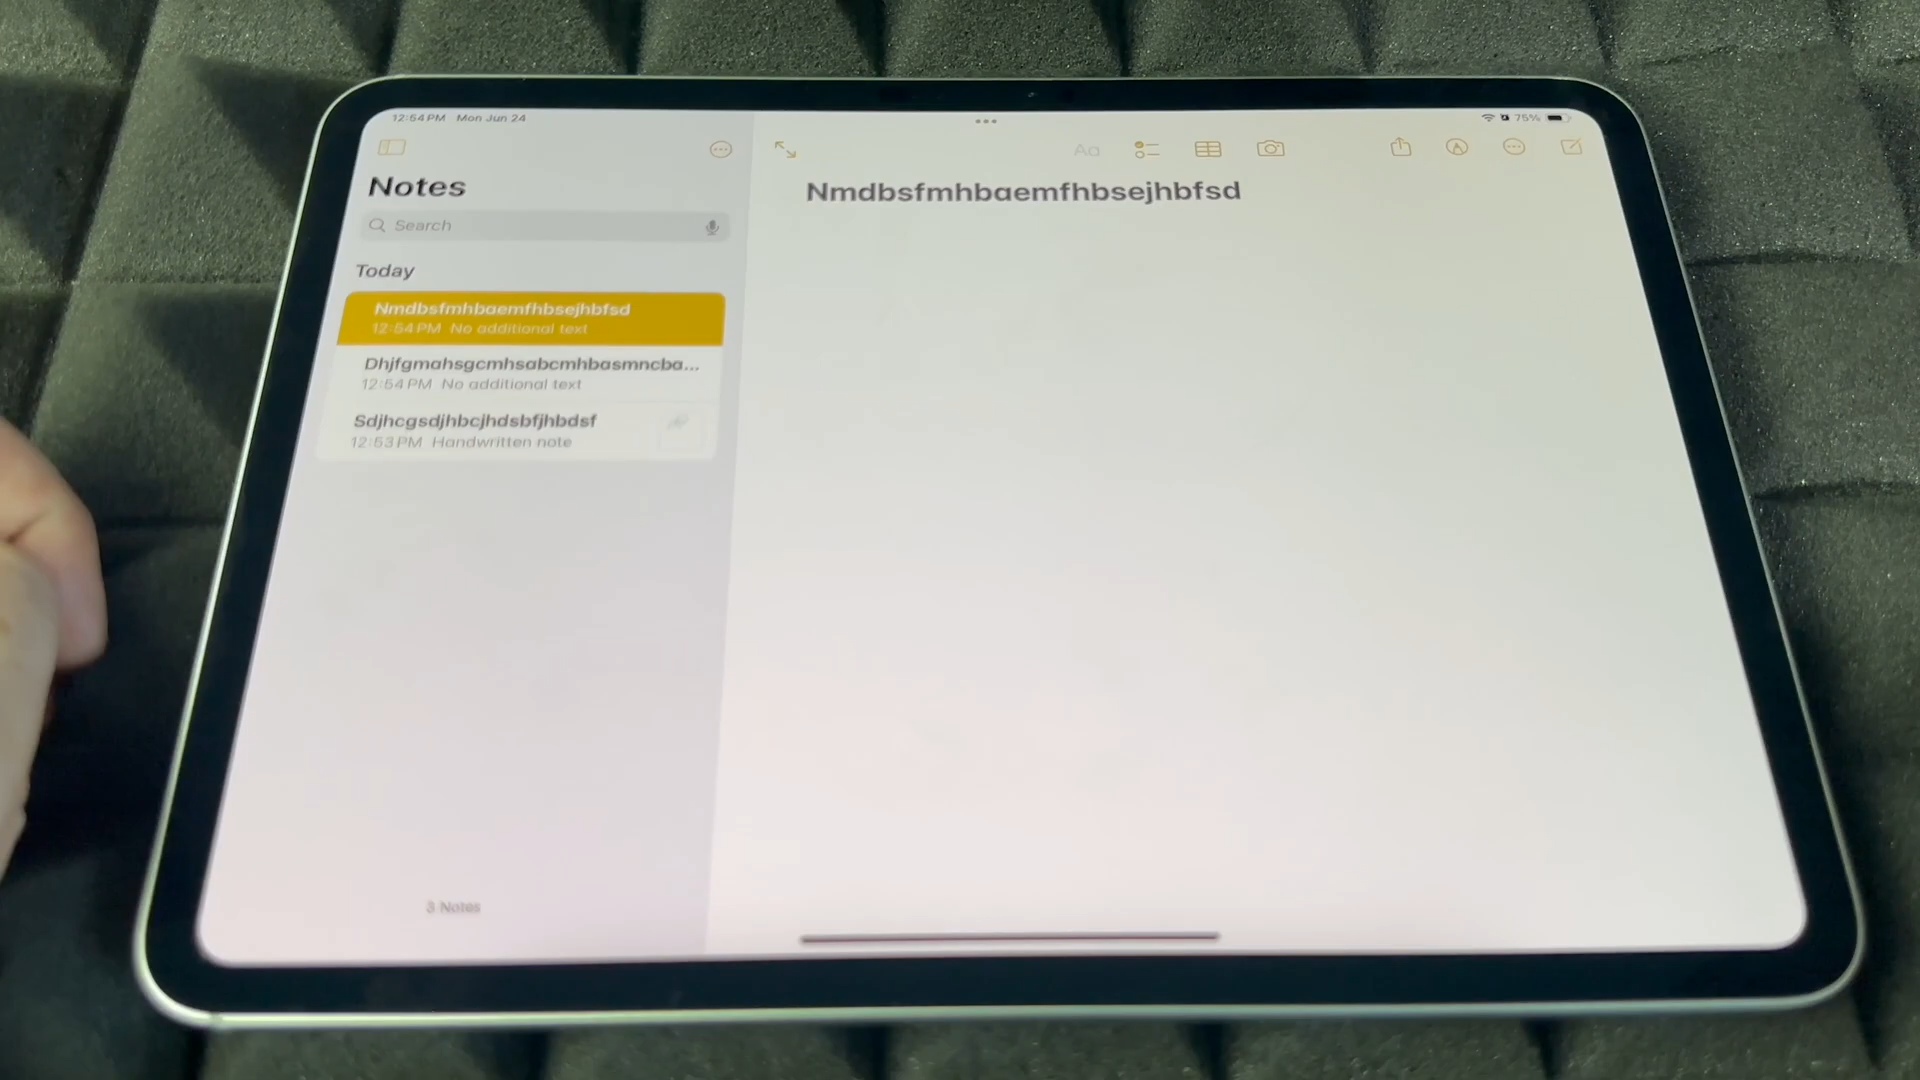 12:54 PM Mon Jun 24
75%
Notes
Aa
Search
Nmdbsfmhbaemfhbsejhbfsd
Today
Nmdbsfmhbaemfhbsejhbfsd
12:54 PM No additional text
Dhjfgmahsgcmhsabcmhbasmncba...
12:54 PM No additional text
Sdjhcgsdjhbcjhdsbfjhbdsf
12:53 PM Handwritten note
3 Notes